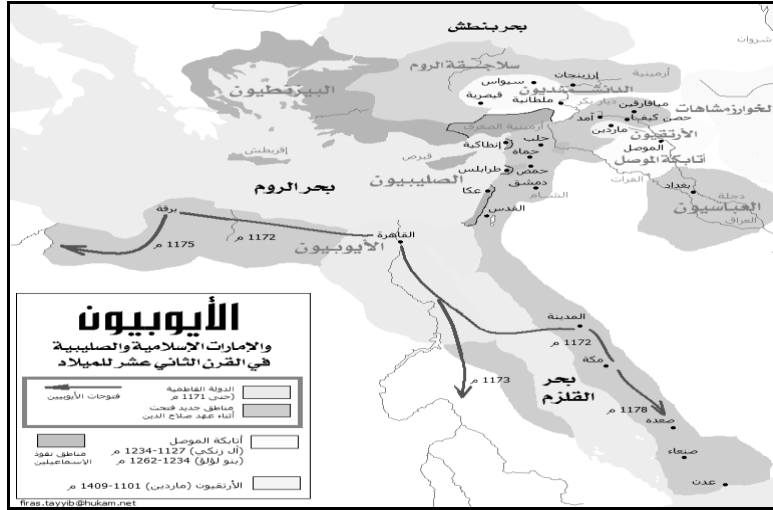 بحر بنطش
شروان
سلاجقة الروم
أرمينية
البيزنطيون
سيواس
إرزينجان
الدانشمنديون
قيصرية
ملطانية
ديار بكر
ميافارقين
الخوارزمشاهات
حصن كيفا
آمد
أرمينية الصغرى
ماردين
الأرتقيون
إنطاكية
حلب
الموصل
أتابكة الموصل
إقريطش
قبرص
حماة
طرابلس
حمص
الصليبيون
دمشق
الشام
الفرات
بغداد
دجلة
العراق
العباسيون
عكا
القدس
بحر الروم
برقة
1175 م
1172 م
القاهرة
الأيوبيون
المدينة
1172 م
مكة
بحر
القلزم
1173 م
1178 م
صعدة
صنعاء
عدن
الأيوبيون
والإمارات الإسلامية والصليبية
في القرن الثاني عشر للميلاد
الدولة الفاطمية
(حتى 1171 م
فتوحات الأيوبيين
مناطق جديد فتحت
أثناء عهد صلاح الدين
أتابكة الموصل
(آل زنكي) 1127-1234 م
(بنو لؤلؤ) 1234-1262 م
مناطق نفوذ
الإسماعيلين
الأرتقيون (ماردين) 1101-1409 م
firas.tayyib@hukam.net